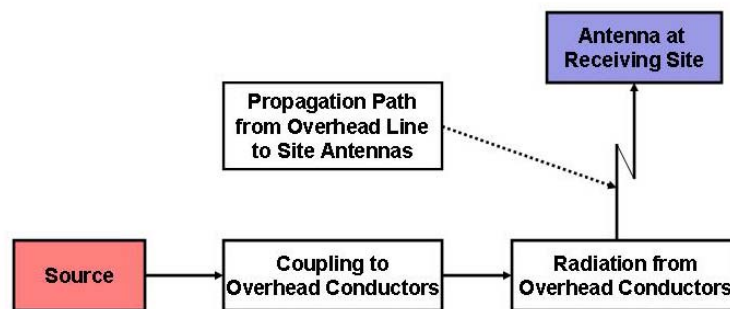 Antenna at
Receiving Site
Propagation Path
from Overhead Line
to Site Antennas
Source
Coupling to
Overhead Conductors
Radiation from
Overhead Conductors